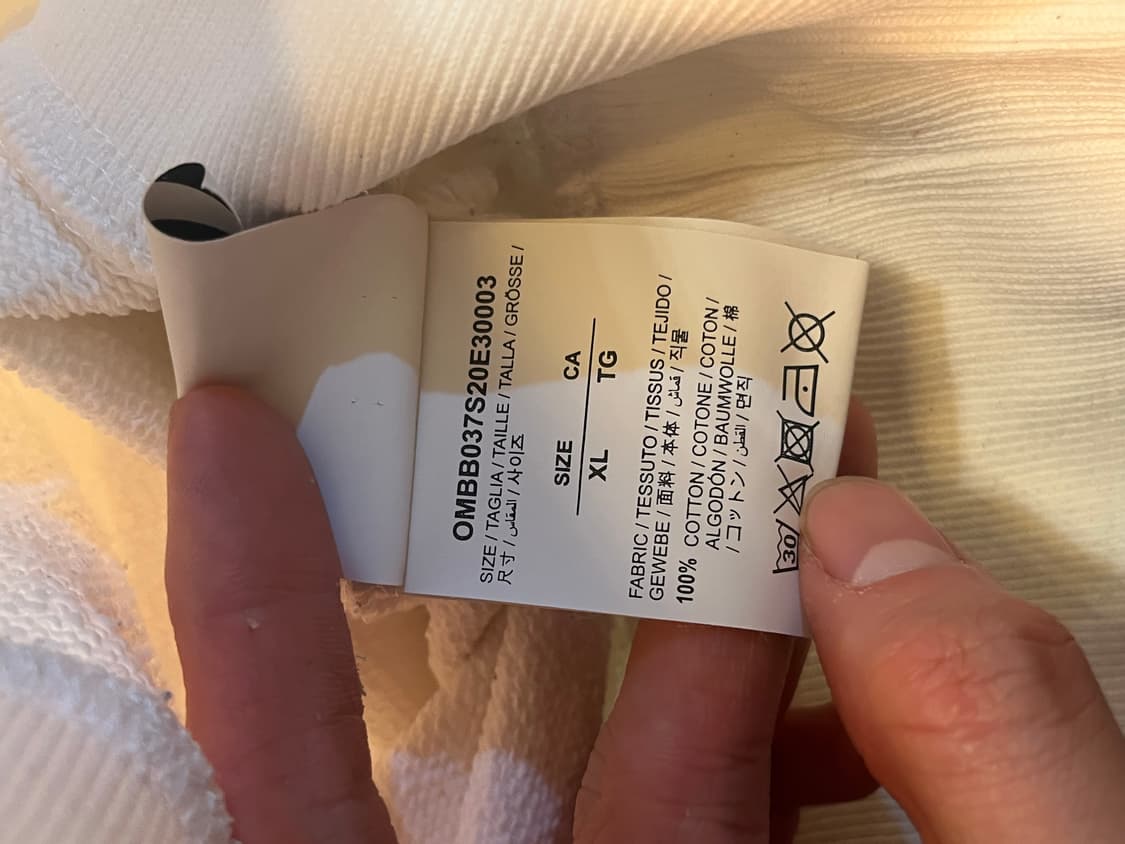 OMBB037S20E30003
SIZE / TAGLIA / TAILLE / TALLA / GRÖSSE /
尺寸 / المقاس / 사이즈
SIZE CA
XL TG
FABRIC / TESSUTO / TISSUS / TEJIDO /
GEWEBE / 面料 / 本体 / قماش / 직물
100% COTTON / COTONE / COTON /
ALGODÓN / BAUMWOLLE / 棉
/ コットン / القطن / 면직
30